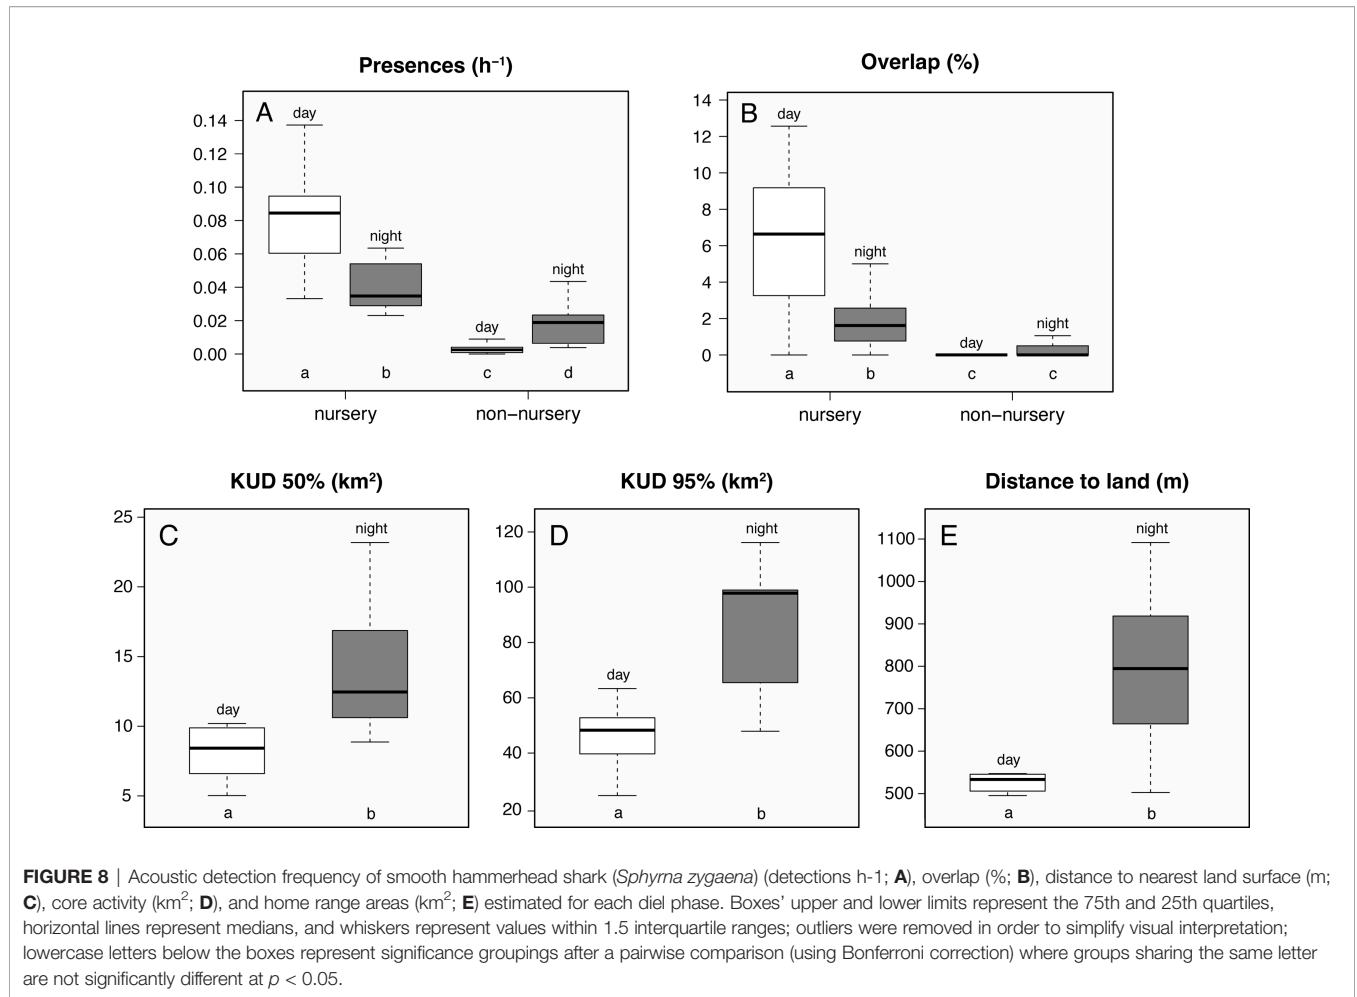 Presences (h⁻¹)
A
day
night
day
night
0.14
0.12
0.10
0.08
0.06
0.04
0.02
0.00
a b c d
nursery non−nursery
Overlap (%)
B
day
night
day
night
14
12
10
8
6
4
2
0
a b c c
nursery non−nursery
KUD 50% (km²)
C
day
night
25
20
15
10
5
a b
KUD 95% (km²)
D
day
night
120
100
80
60
40
20
a b
Distance to land (m)
E
day
night
1100
1000
900
800
700
600
500
a b
FIGURE 8 | Acoustic detection frequency of smooth hammerhead shark (Sphyrna zygaena) (detections h-1; A), overlap (%; B), distance to nearest land surface (m;
C), core activity (km²; D), and home range areas (km²; E) estimated for each diel phase. Boxes’ upper and lower limits represent the 75th and 25th quartiles,
horizontal lines represent medians, and whiskers represent values within 1.5 interquartile ranges; outliers were removed in order to simplify visual interpretation;
lowercase letters below the boxes represent significance groupings after a pairwise comparison (using Bonferroni correction) where groups sharing the same letter
are not significantly different at p < 0.05.